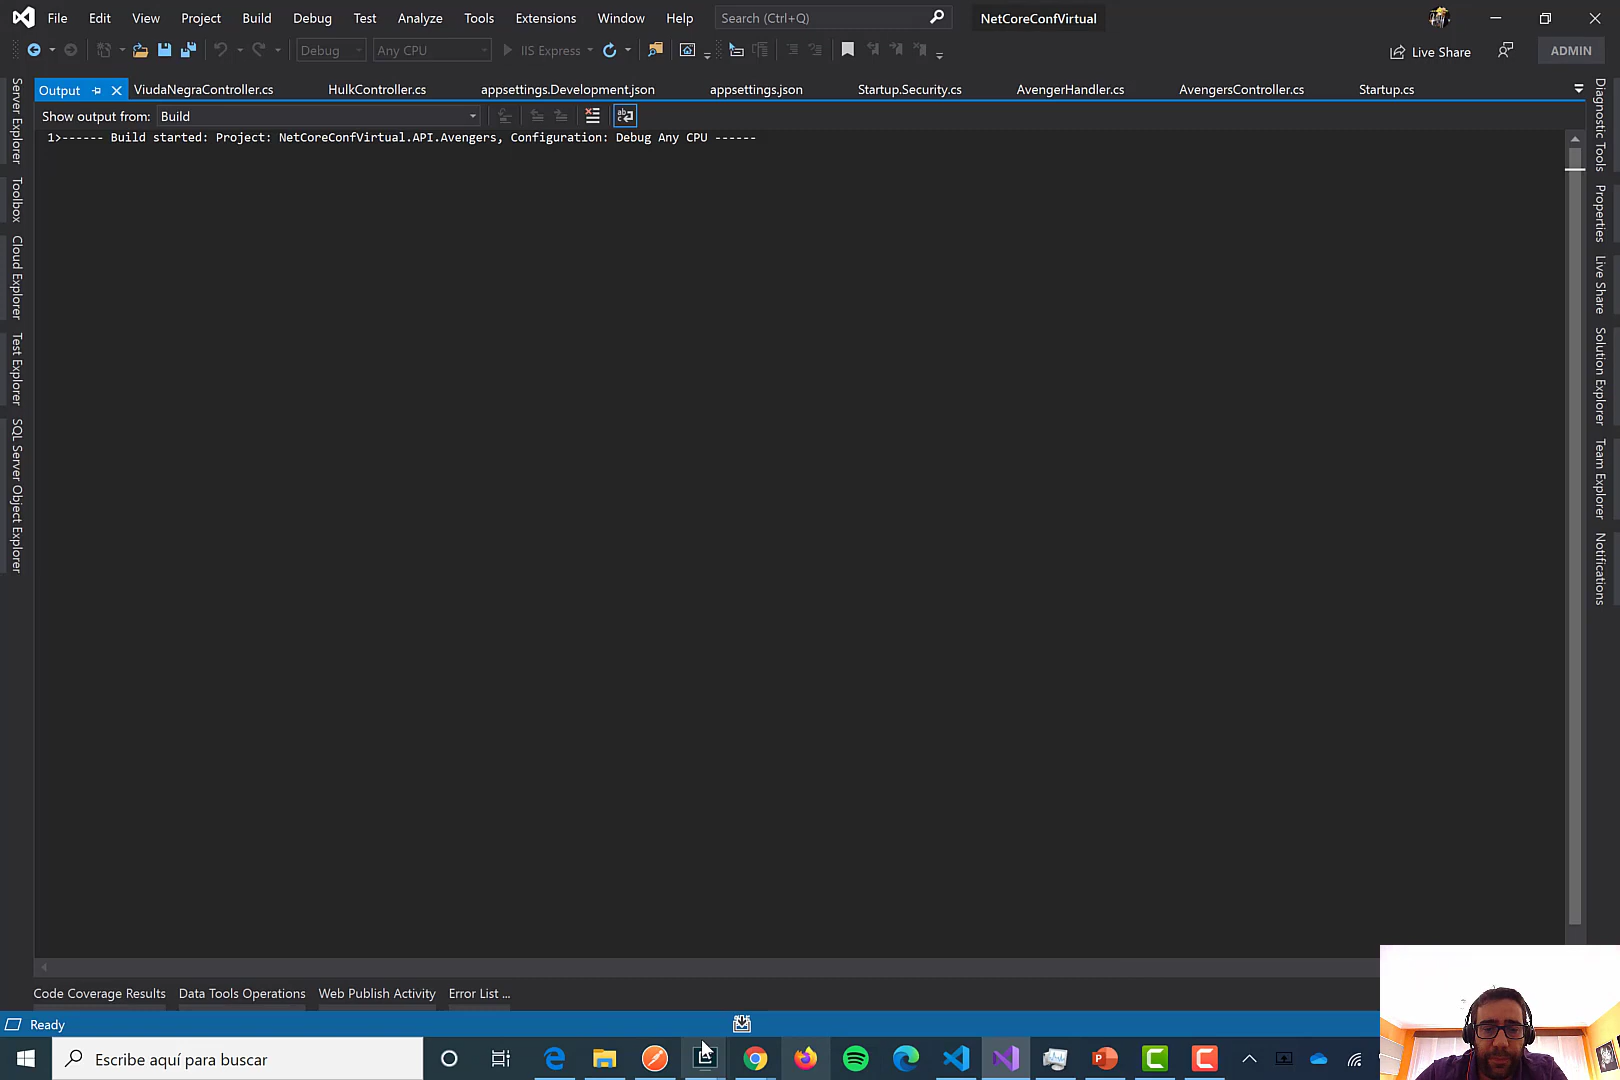 File Edit View Project Build Debug Test Analyze Tools Extensions Window Help Search (Ctrl+Q) NetCoreConfVirtual
Debug Any CPU IIS Express Live Share ADMIN
Output ViudaNegraController.cs HulkController.cs appsettings.Development.json appsettings.json Startup.Security.cs AvengerHandler.cs AvengersController.cs Startup.cs
Show output from: Build
1>------ Build started: Project: NetCoreConfVirtual.API.Avengers, Configuration: Debug Any CPU ------
Server Explorer
Toolbox
Cloud Explorer
Test Explorer
SQL Server Object Explorer
Diagnostic Tools
Properties
Live Share
Solution Explorer
Team Explorer
Notifications
Code Coverage Results Data Tools Operations Web Publish Activity Error List ...
Ready
Escribe aquí para buscar